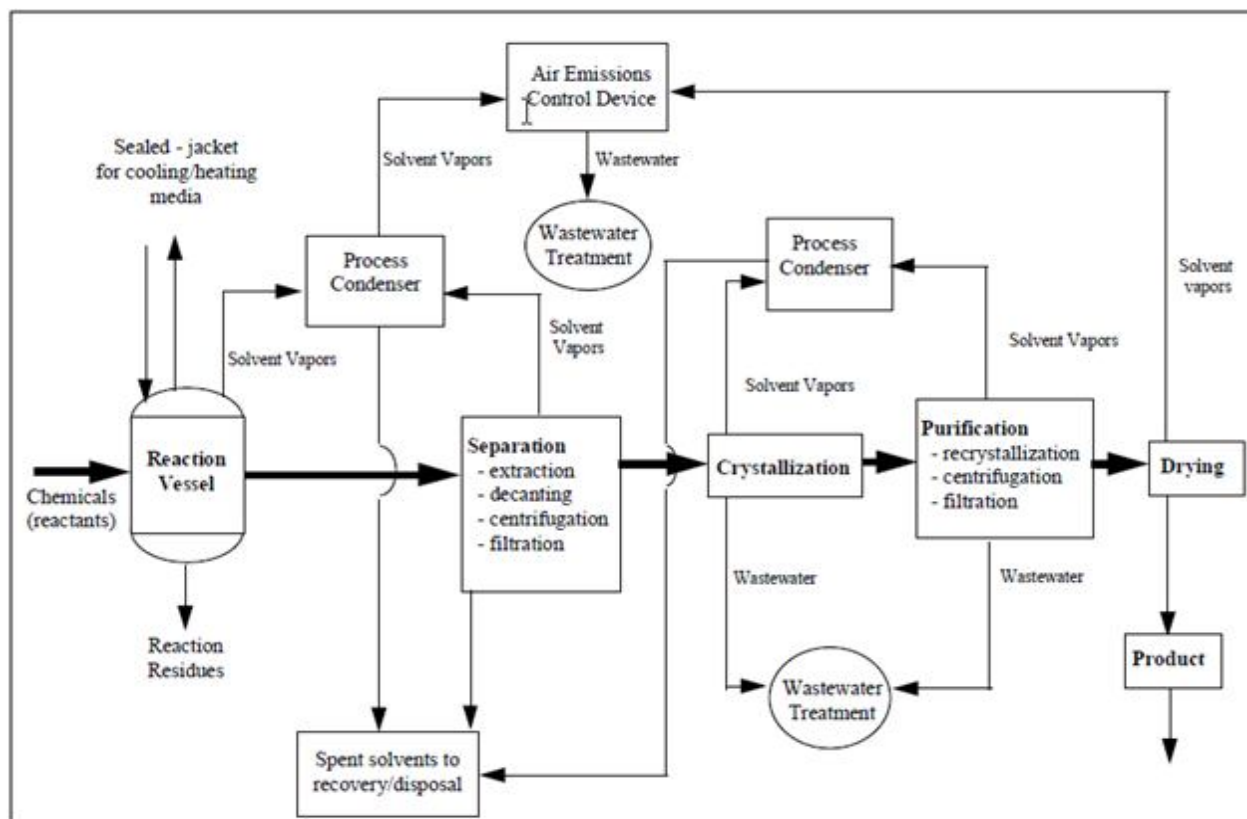 Air Emissions
Control Device
Sealed - jacket
for cooling/heating
media
Solvent Vapors
Wastewater
Wastewater
Treatment
Process
Condenser
Process
Condenser
Solvent
vapors
Solvent Vapors
Solvent
Vapors
Solvent Vapors
Solvent Vapors
Reaction
Vessel
Separation
- extraction
- decanting
- centrifugation
- filtration
Crystallization
Purification
- recrystallization
- centrifugation
- filtration
Drying
Chemicals
(reactants)
Wastewater
Wastewater
Reaction
Residues
Product
Wastewater
Treatment
Spent solvents to
recovery/disposal